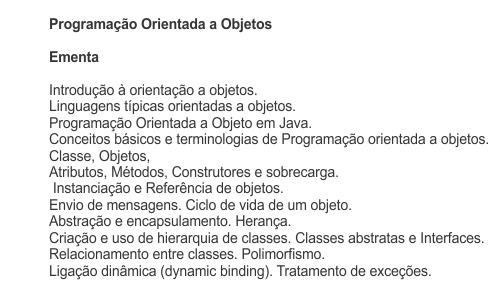 Programação Orientada a Objetos
Ementa
Introdução à orientação a objetos.
Linguagens típicas orientadas a objetos.
Programação Orientada a Objeto em Java.
Conceitos básicos e terminologias de Programação orientada a objetos.
Classe, Objetos,
Atributos, Métodos, Construtores e sobrecarga.
Instanciação e Referência de objetos.
Envio de mensagens. Ciclo de vida de um objeto.
Abstração e encapsulamento. Herança.
Criação e uso de hierarquia de classes. Classes abstratas e Interfaces.
Relacionamento entre classes. Polimorfismo.
Ligação dinâmica (dynamic binding). Tratamento de exceções.